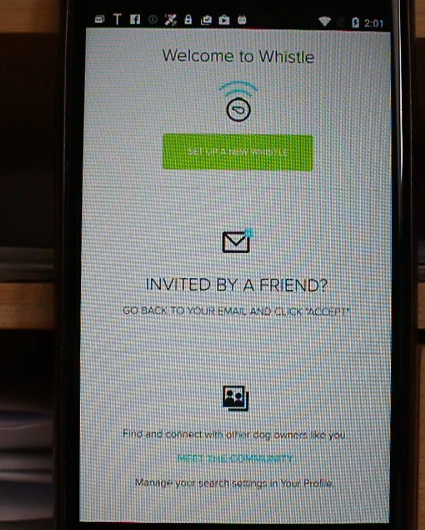 2:01
Welcome to Whistle
SET UP A NEW WHISTLE
INVITED BY A FRIEND?
GO BACK TO YOUR EMAIL AND CLICK "ACCEPT"
Find and connect with other dog owners like you
MEET THE COMMUNITY
Manage your search settings in Your Profile.